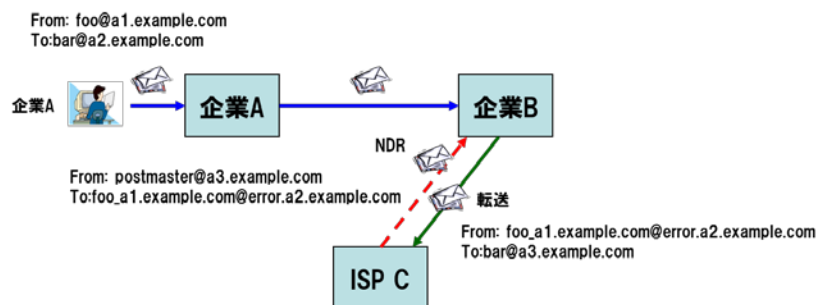 From: foo@a1.example.com
To:bar@a2.example.com
企業A
企業A
企業B
NDR
From: postmaster@a3.example.com
To:foo_a1.example.com@error.a2.example.com
転送
From: foo_a1.example.com@error.a2.example.com
To:bar@a3.example.com
ISP C